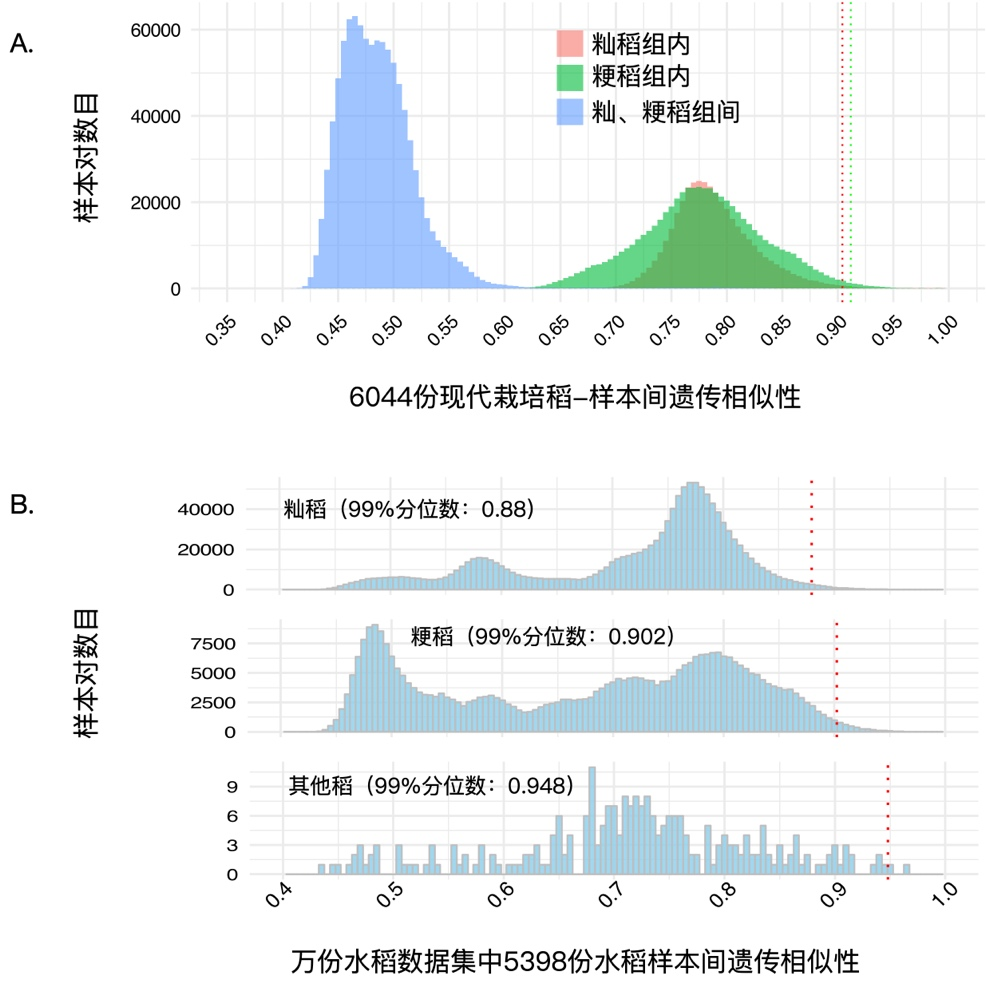 A.
样本对数目
60000
40000
20000
0
籼稻组内
粳稻组内
籼、粳稻组间
0.35 0.40 0.45 0.50 0.55 0.60 0.65 0.70 0.75 0.80 0.85 0.90 0.95 1.00
6044份现代栽培稻–样本间遗传相似性
B.
样本对数目
籼稻（99%分位数：0.88）
40000
20000
0
粳稻（99%分位数：0.902）
7500
5000
2500
0
其他稻（99%分位数：0.948）
9
6
3
0
0.4 0.5 0.6 0.7 0.8 0.9 1.0
万份水稻数据集中5398份水稻样本间遗传相似性